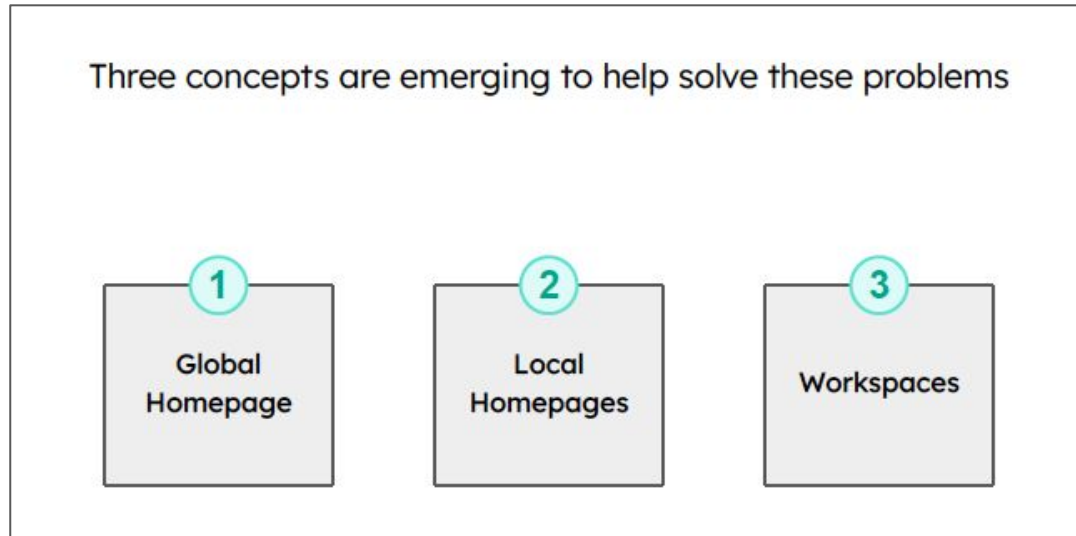 Three concepts are emerging to help solve these problems
1
Global
Homepage
2
Local
Homepages
3
Workspaces